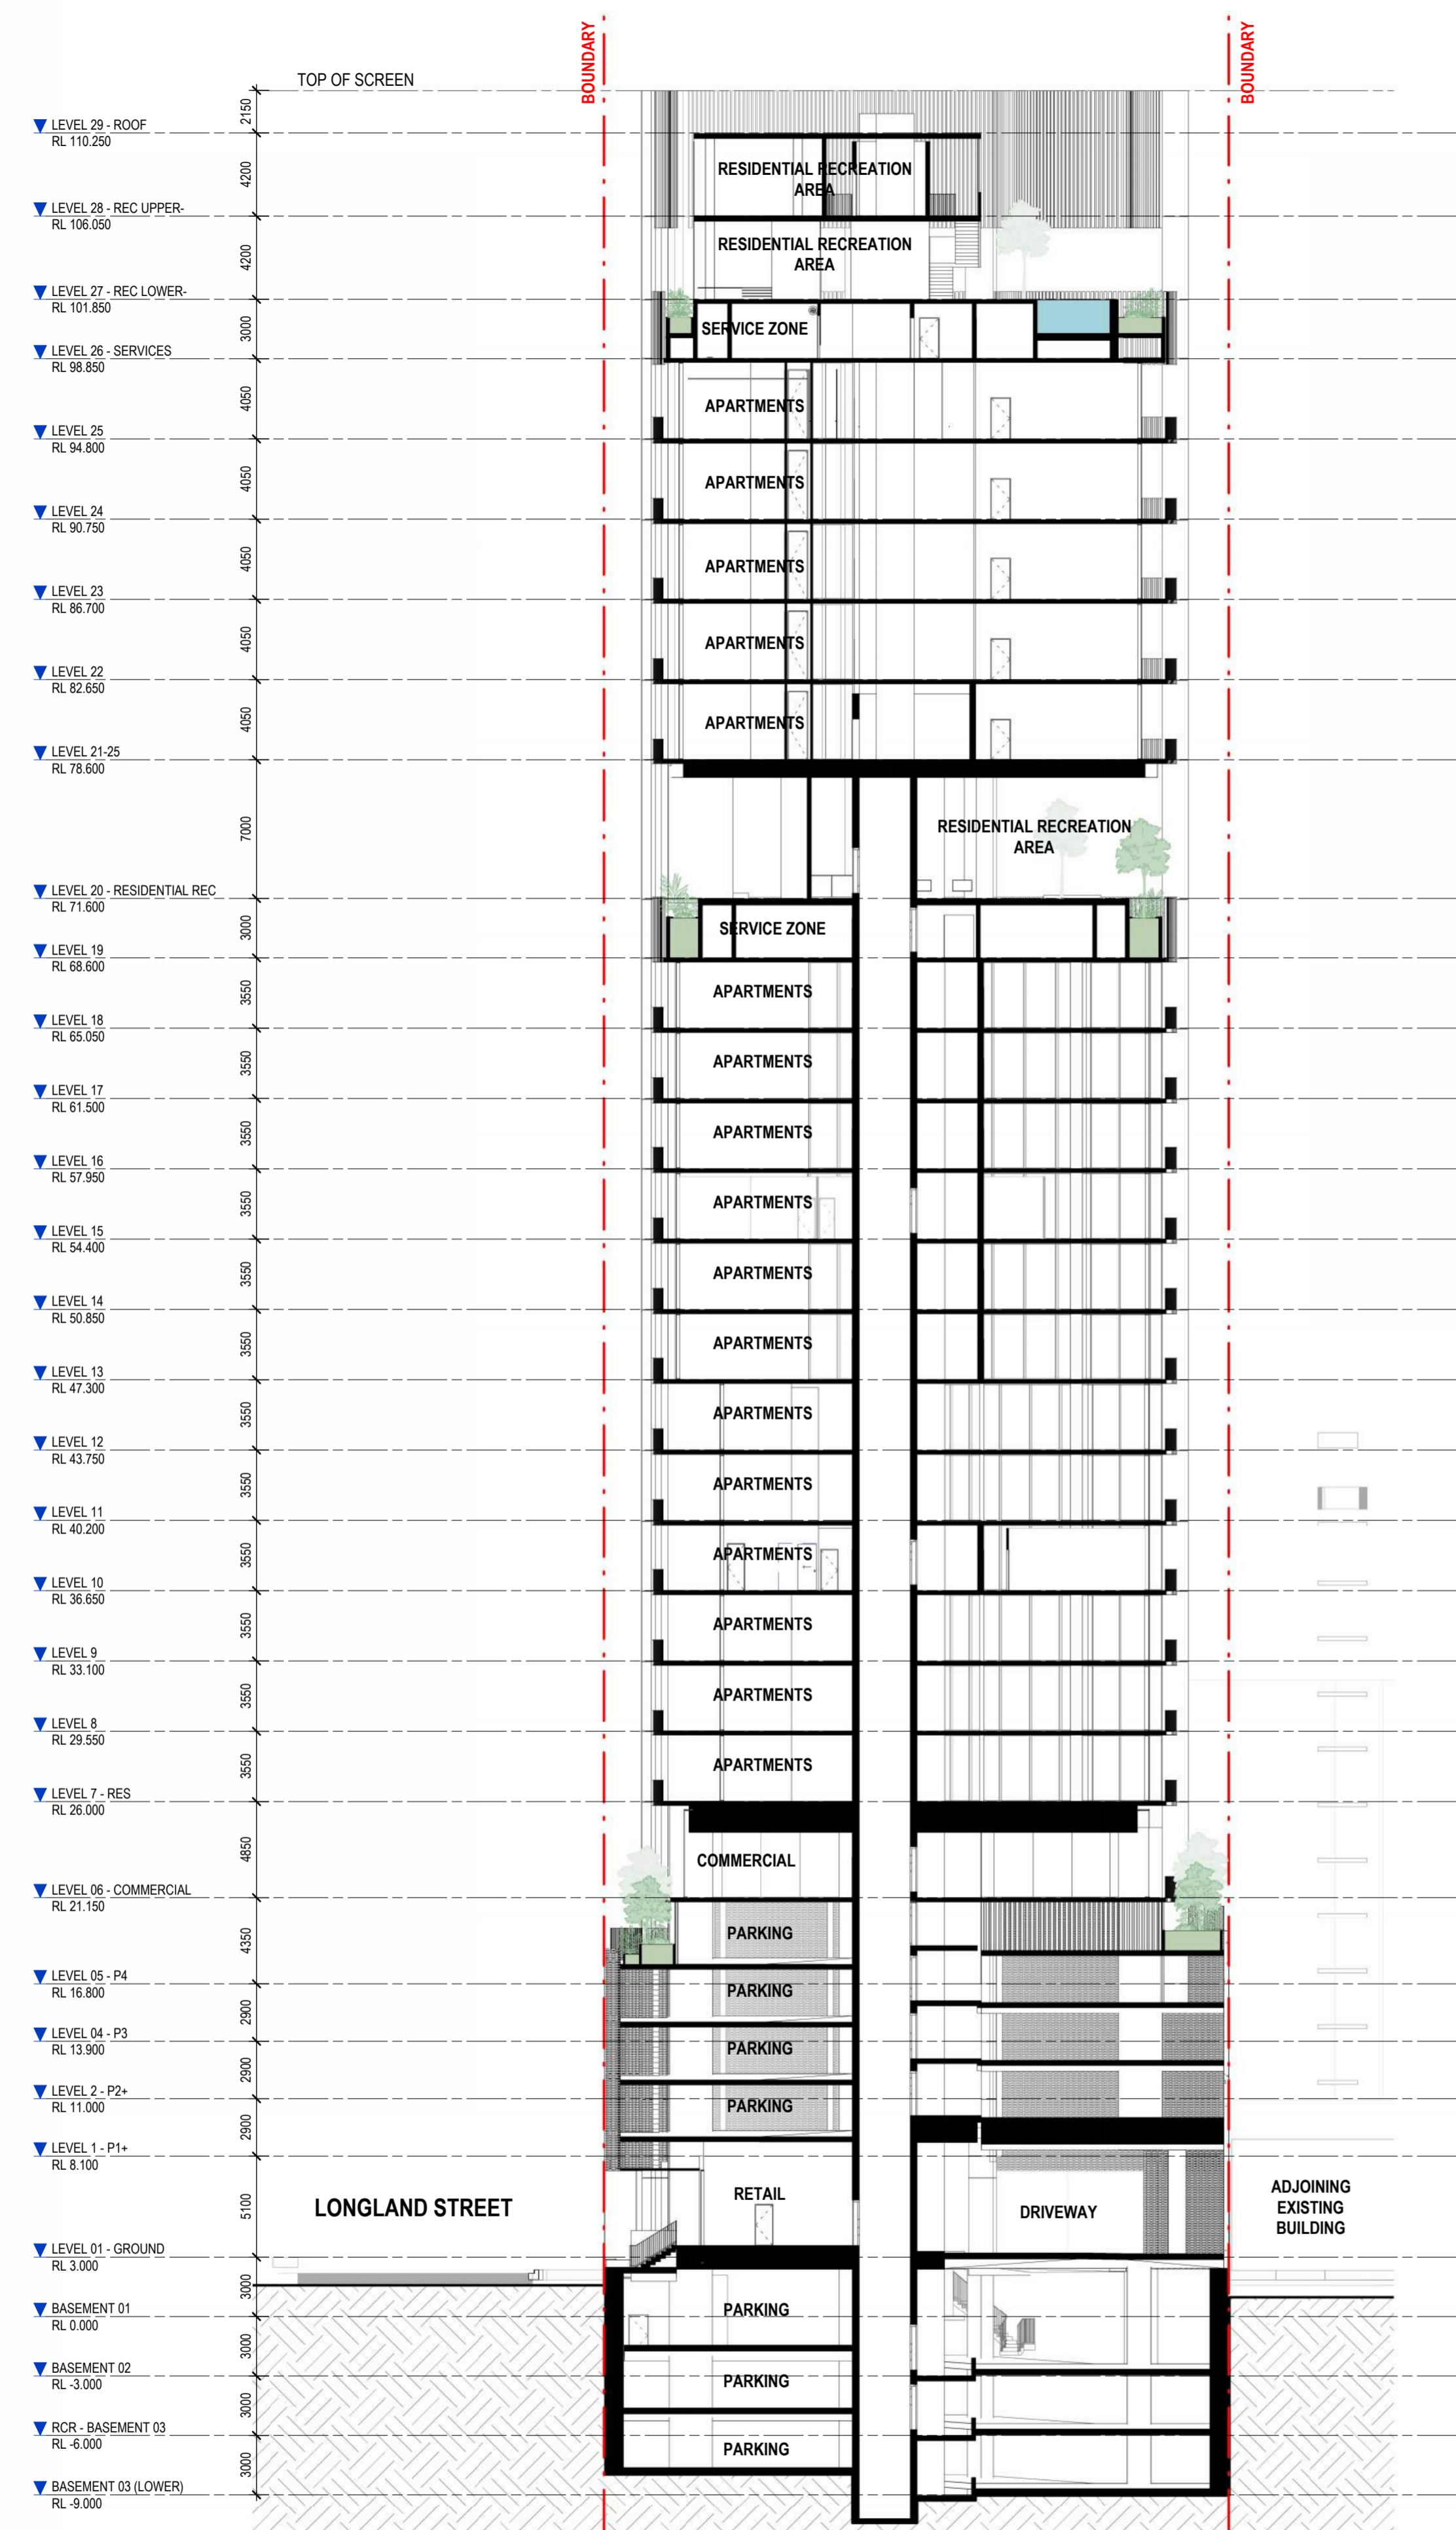 BOUNDARY
BOUNDARY
TOP OF SCREEN
2150
LEVEL 29 - ROOF
RL 110.250
4200
RESIDENTIAL RECREATION
AREA
LEVEL 28 - REC UPPER-
RL 106.050
4200
RESIDENTIAL RECREATION
AREA
LEVEL 27 - REC LOWER-
RL 101.850
3000
SERVICE ZONE
LEVEL 26 - SERVICES
RL 98.850
4050
APARTMENTS
LEVEL 25
RL 94.800
4050
APARTMENTS
LEVEL 24
RL 90.750
4050
APARTMENTS
LEVEL 23
RL 86.700
4050
APARTMENTS
LEVEL 22
RL 82.650
4050
APARTMENTS
LEVEL 21-25
RL 78.600
7000
RESIDENTIAL RECREATION
AREA
LEVEL 20 - RESIDENTIAL REC
RL 71.600
3000
SERVICE ZONE
LEVEL 19
RL 68.600
3550
APARTMENTS
LEVEL 18
RL 65.050
3550
APARTMENTS
LEVEL 17
RL 61.500
3550
APARTMENTS
LEVEL 16
RL 57.950
3550
APARTMENTS
LEVEL 15
RL 54.400
3550
APARTMENTS
LEVEL 14
RL 50.850
3550
APARTMENTS
LEVEL 13
RL 47.300
3550
APARTMENTS
LEVEL 12
RL 43.750
3550
APARTMENTS
LEVEL 11
RL 40.200
3550
APARTMENTS
LEVEL 10
RL 36.650
3550
APARTMENTS
LEVEL 9
RL 33.100
3550
APARTMENTS
LEVEL 8
RL 29.550
3550
APARTMENTS
LEVEL 7 - RES
RL 26.000
4850
COMMERCIAL
LEVEL 06 - COMMERCIAL
RL 21.150
4350
PARKING
LEVEL 05 - P4
RL 16.800
2900
PARKING
LEVEL 04 - P3
RL 13.900
2900
PARKING
LEVEL 2 - P2+
RL 11.000
2900
PARKING
LEVEL 1 - P1+
RL 8.100
5100
LONGLAND STREET
RETAIL
DRIVEWAY
ADJOINING
EXISTING
BUILDING
LEVEL 01 - GROUND
RL 3.000
3000
PARKING
BASEMENT 01
RL 0.000
3000
BASEMENT 02
RL -3.000
PARKING
3000
RCR - BASEMENT 03
RL -6.000
PARKING
3000
BASEMENT 03 (LOWER)
RL -9.000